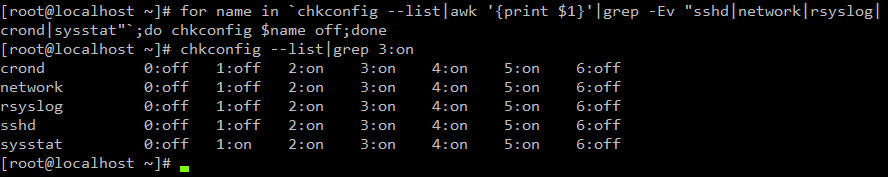 [root@localhost ~]# for name in `chkconfig --list|awk '{print $1}'|grep -Ev "sshd|network|rsyslog|
crond|sysstat"`;do chkconfig $name off;done
[root@localhost ~]# chkconfig --list|grep 3:on
crond 0:off 1:off 2:on 3:on 4:on 5:on 6:off
network 0:off 1:off 2:on 3:on 4:on 5:on 6:off
rsyslog 0:off 1:off 2:on 3:on 4:on 5:on 6:off
sshd 0:off 1:off 2:on 3:on 4:on 5:on 6:off
sysstat 0:off 1:on 2:on 3:on 4:on 5:on 6:off
[root@localhost ~]#